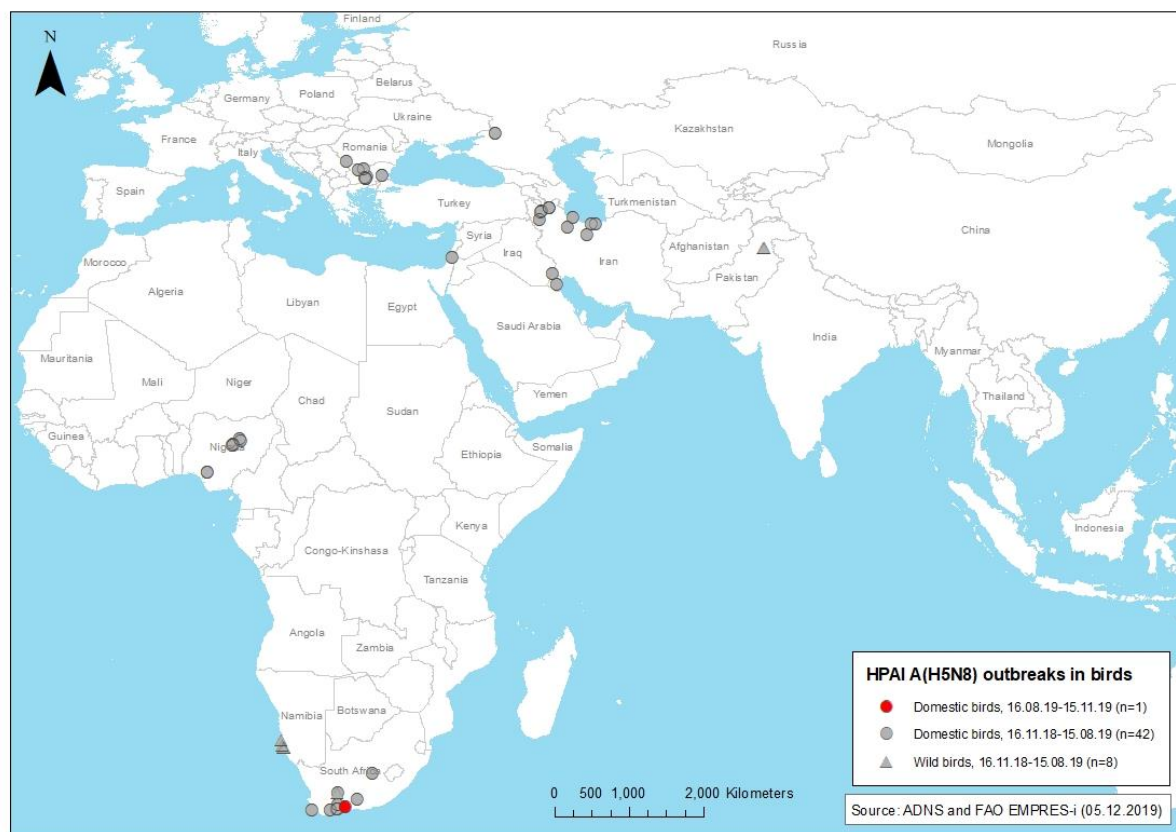 N
Finland
Russia
Belarus
Germany
Poland
Ukraine
Kazakhstan
France
Romania
Mongolia
Italy
Spain
Turkey
Turkmenistan
China
Syria
Afghanistan
Iraq
Iran
Morocco
Pakistan
Algeria
Libyan
Egypt
Saudi Arabia
India
Myanmar
Mauritania
Mali
Niger
Chad
Sudan
Yemen
Thailand
Guinea
Nigeria
Ethiopia
Somalia
Kenya
Indonesia
Congo-Kinshasa
Tanzania
Angola
Zambia
Namibia
Botswana
South Africa
HPAI A(H5N8) outbreaks in birds
Domestic birds, 16.08.19-15.11.19 (n=1)
Domestic birds, 16.11.18-15.08.19 (n=42)
Wild birds, 16.11.18-15.08.19 (n=8)
0 500 1,000 2,000 Kilometers
Source: ADNS and FAO EMPRES-i (05.12.2019)